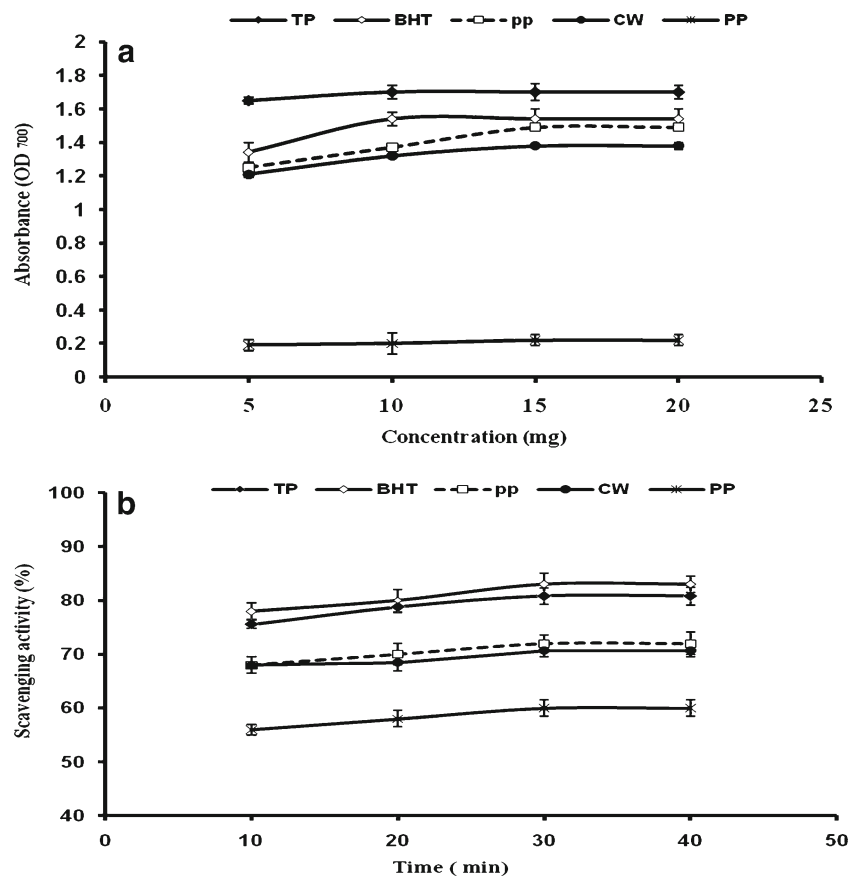 TP BHT pp CW PP
a
2
1.8
1.6
1.4
1.2
1
0.8
0.6
0.4
0.2
0
Absorbance (OD 700)
0 5 10 15 20 25
Concentration (mg)
TP BHT pp CW PP
b
100
90
80
70
60
50
40
Scavenging activity (%)
0 10 20 30 40 50
Time ( min)